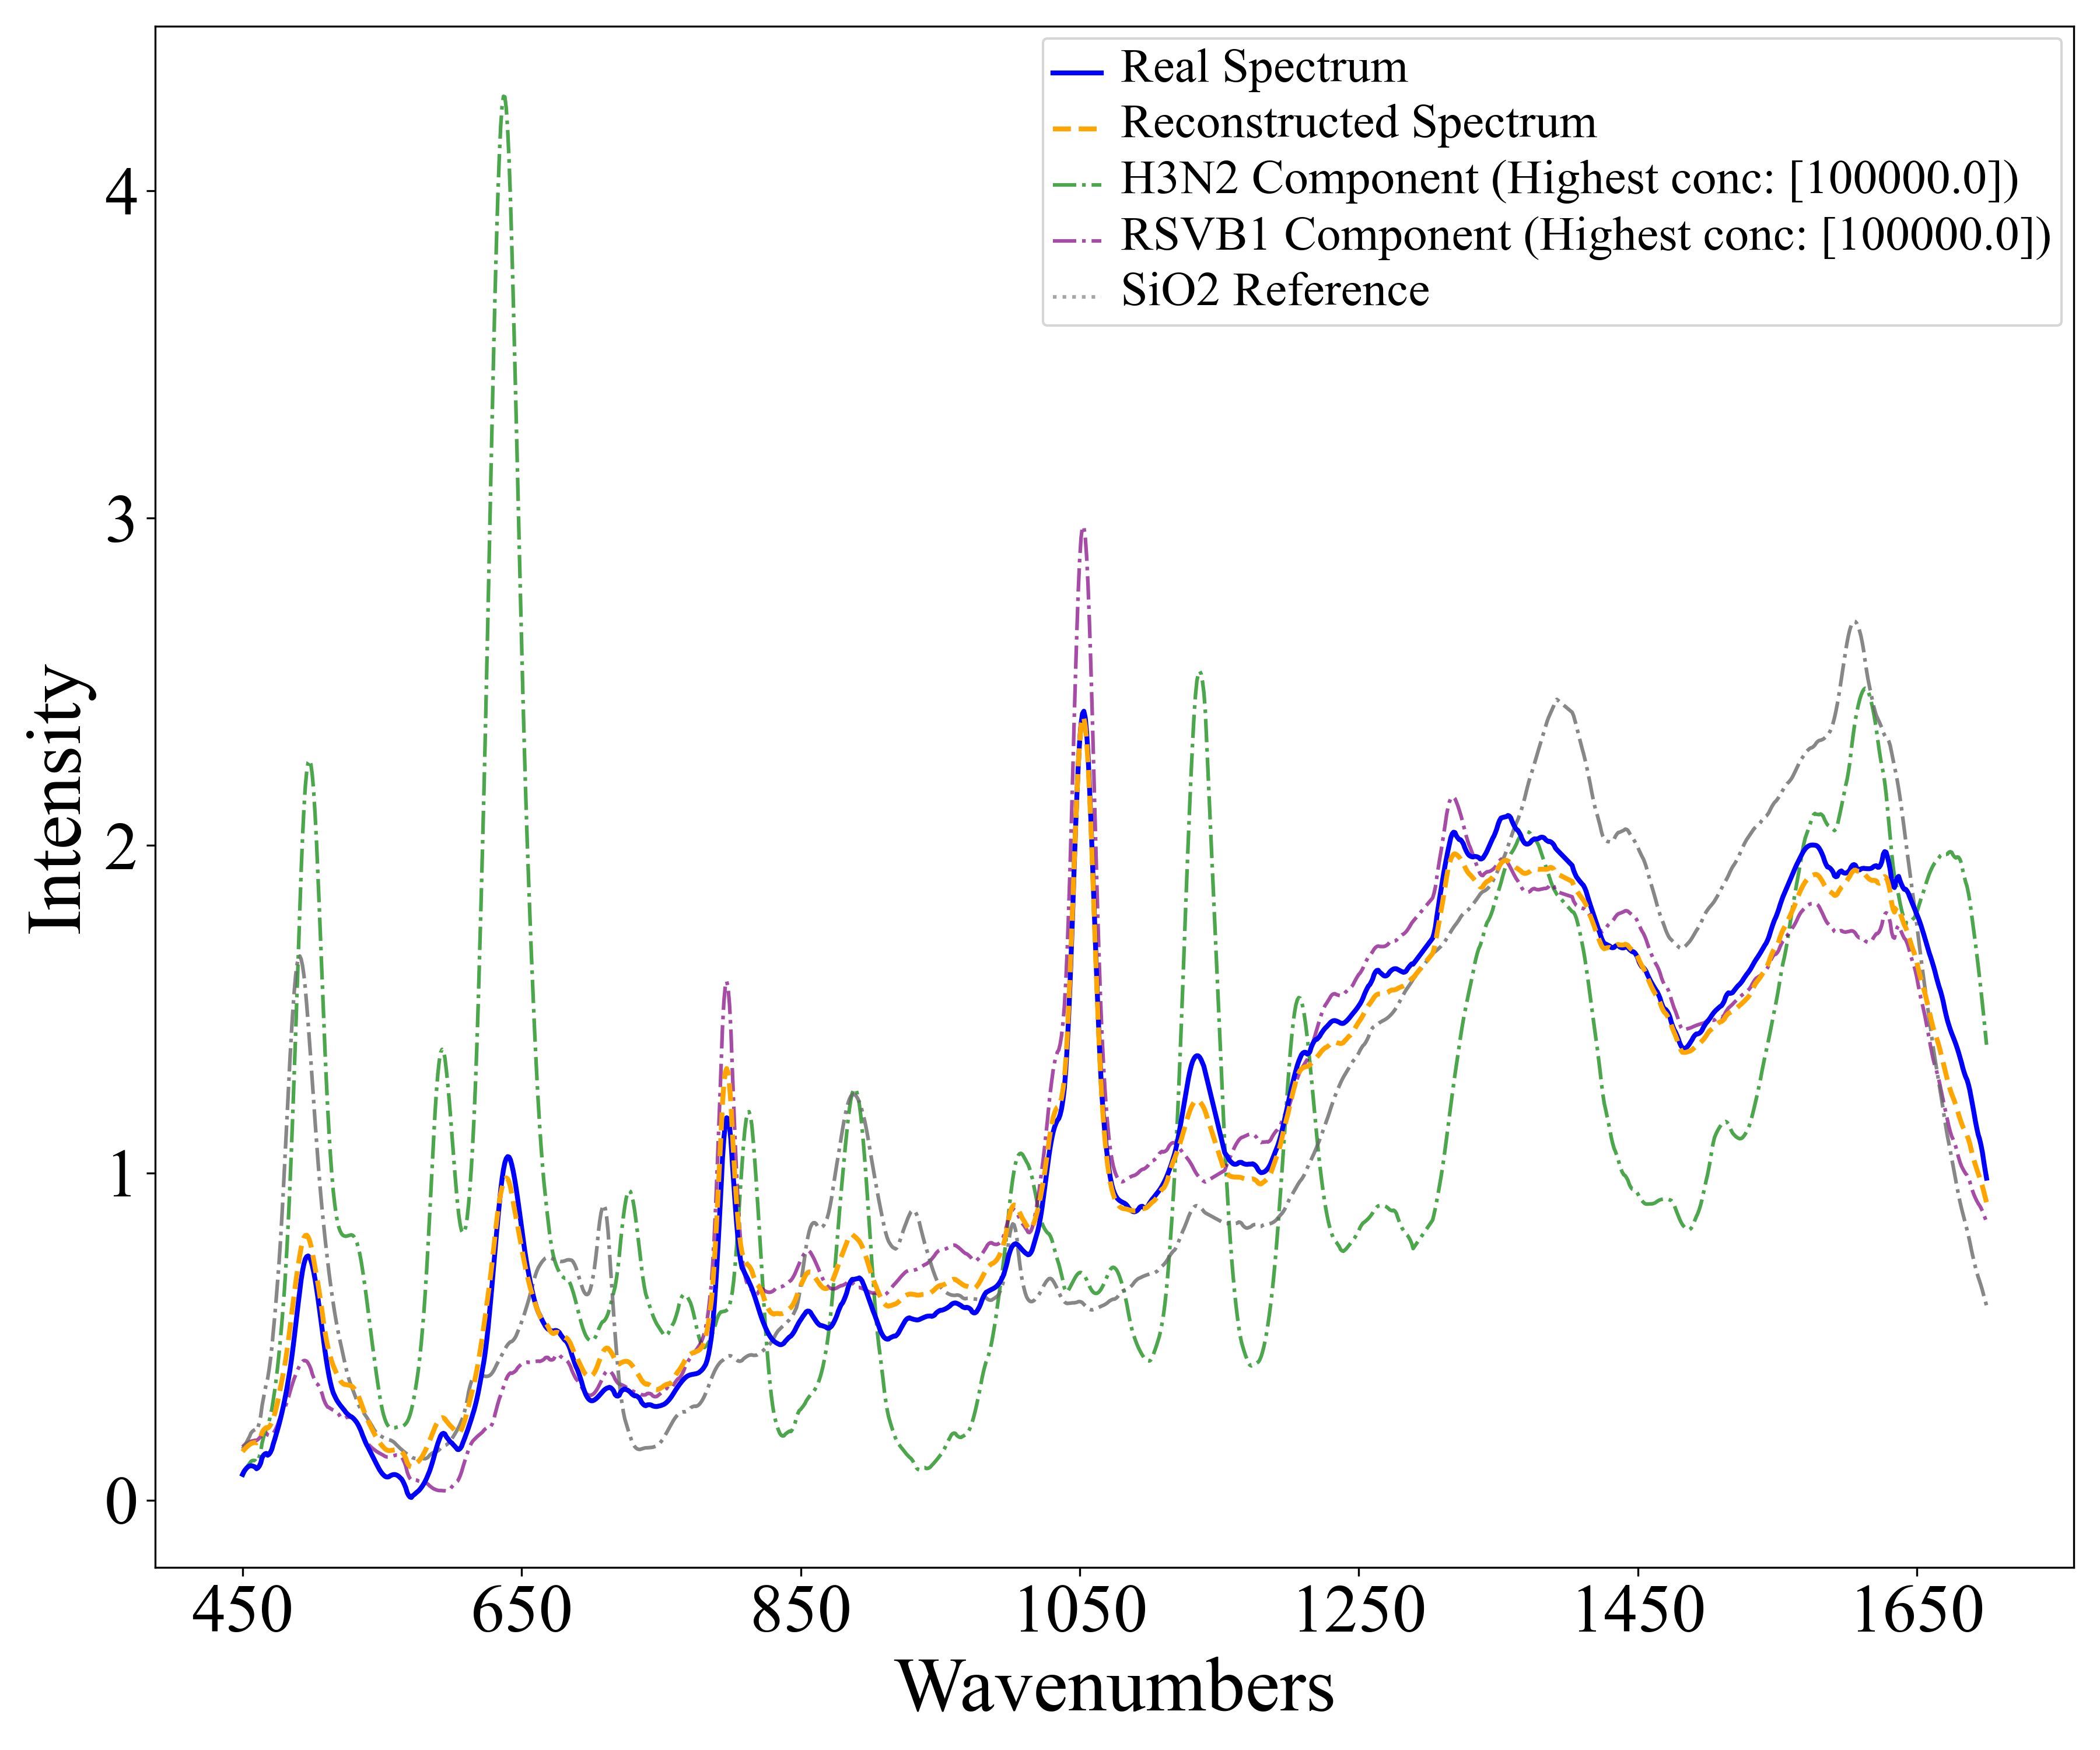 Real Spectrum
Reconstructed Spectrum
H3N2 Component (Highest conc: [100000.0])
RSVB1 Component (Highest conc: [100000.0])
SiO2 Reference
Intensity
4
3
2
1
0
450 650 850 1050 1250 1450 1650
Wavenumbers